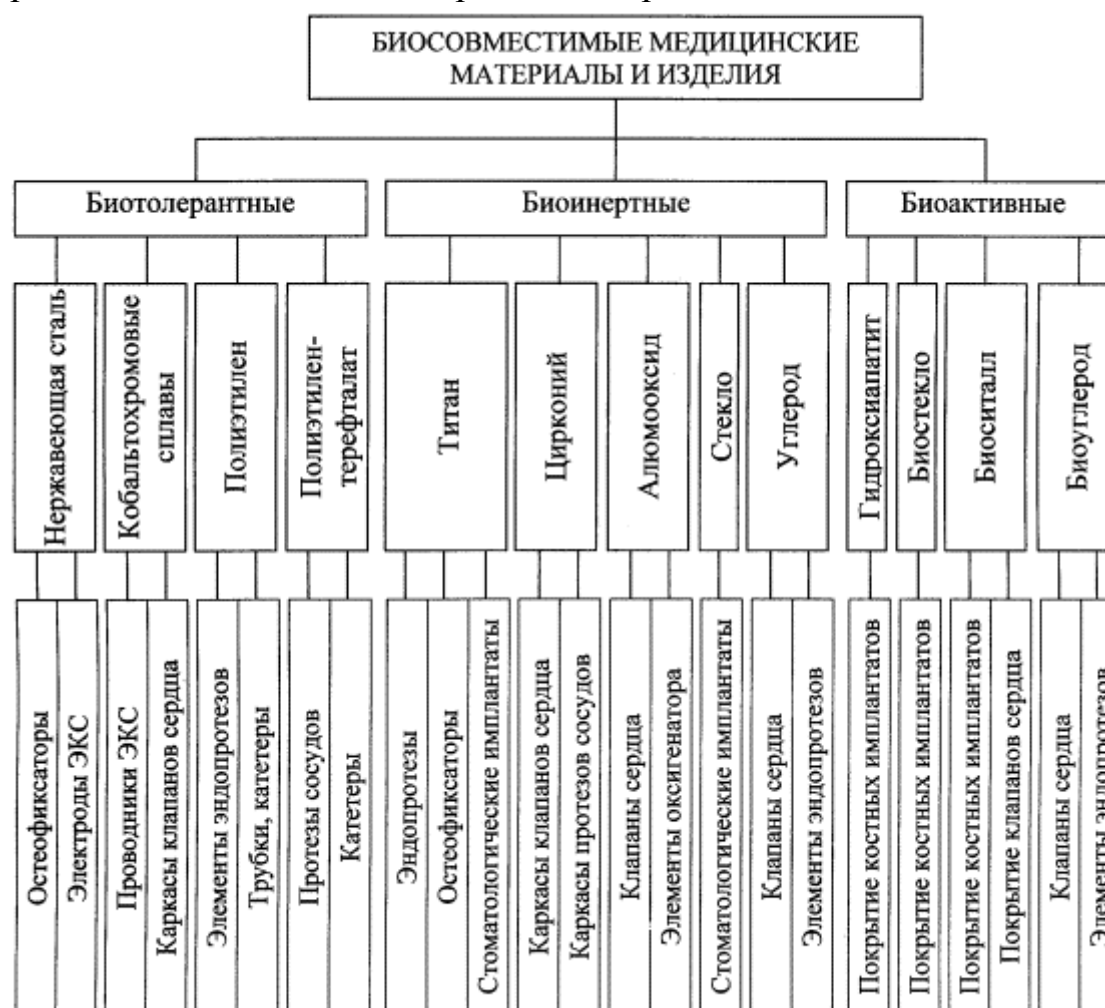 БИОСОВМЕСТИМЫЕ МЕДИЦИНСКИЕ
МАТЕРИАЛЫ И ИЗДЕЛИЯ
Биотолерантные
Биоинертные
Биоактивные
Нержавеющая сталь
Кобальтохромовые
сплавы
Полиэтилен
Полиэтилен-
терефталат
Титан
Цирконий
Алюмооксид
Стекло
Углерод
Гидроксиапатит
Биостекло
Биоситалл
Биоуглерод
Остеофиксаторы
Электроды ЭКС
Проводники ЭКС
Каркасы клапанов сердца
Элементы эндопротезов
Трубки, катетеры
Протезы сосудов
Катетеры
Эндопротезы
Остеофиксаторы
Стоматологические имплантаты
Каркасы клапанов сердца
Каркасы протезов сосудов
Клапаны сердца
Элементы оксигенатора
Стоматологические имплантаты
Клапаны сердца
Элементы эндопротезов
Покрытие костных имплантатов
Покрытие костных имплантатов
Покрытие костных имплантатов
Покрытие клапанов сердца
Клапаны сердца
Элементы эндопротезов